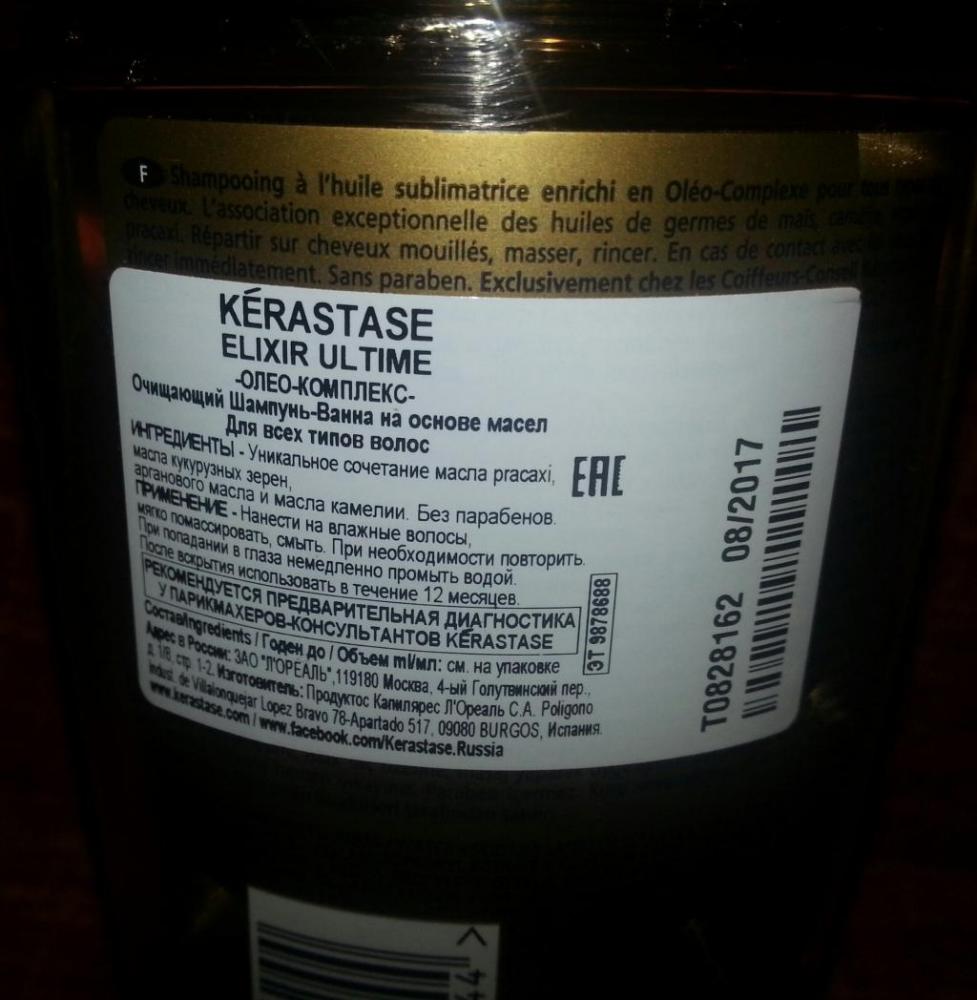 F Shampooing à l'huile sublimatrice enrichi en Oléo-Complexe pour tous
cheveux. L'association exceptionnelle des huiles de germes de maïs,
pracaxi. Répartir sur cheveux mouillés, masser, rincer. En cas de contact avec
rincer immédiatement. Sans paraben. Exclusivement chez les Coiffeurs-Conseil
KÉRASTASE
ELIXIR ULTIME
-ОЛЕО-КОМПЛЕКС-
Очищающий Шампунь-Ванна на основе масел
Для всех типов волос
ИНГРЕДИЕНТЫ - Уникальное сочетание масла pracaxi,
масла кукурузных зерен,
арганового масла и масла камелии. Без парабенов.
ПРИМЕНЕНИЕ - Нанести на влажные волосы,
мягко помассировать, смыть. При необходимости повторить.
При попадании в глаза немедленно промыть водой.
После вскрытия использовать в течение 12 месяцев.
РЕКОМЕНДУЕТСЯ ПРЕДВАРИТЕЛЬНАЯ ДИАГНОСТИКА
У ПАРИКМАХЕРОВ-КОНСУЛЬТАНТОВ KÉRASTASE
Состав/Ingredients / Годен до / Объем ml/мл: см. на упаковке
Адрес в России: ЗАО "Л'ОРЕАЛЬ", 119180 Москва, 4-ый Голутвинский пер.,
д. 1/8, стр. 1-2. Изготовитель: Продуктос Капилярес Л'Ореаль С.А. Poligono
indust. de Villalonquejar Lopez Bravo 78-Apartado 517, 09080 BURGOS, Испания.
www.kerastase.com / www.facebook.com/Kerastase.Russia
EAC
ЭТ 9878688
T0828162 08/2017
44 >